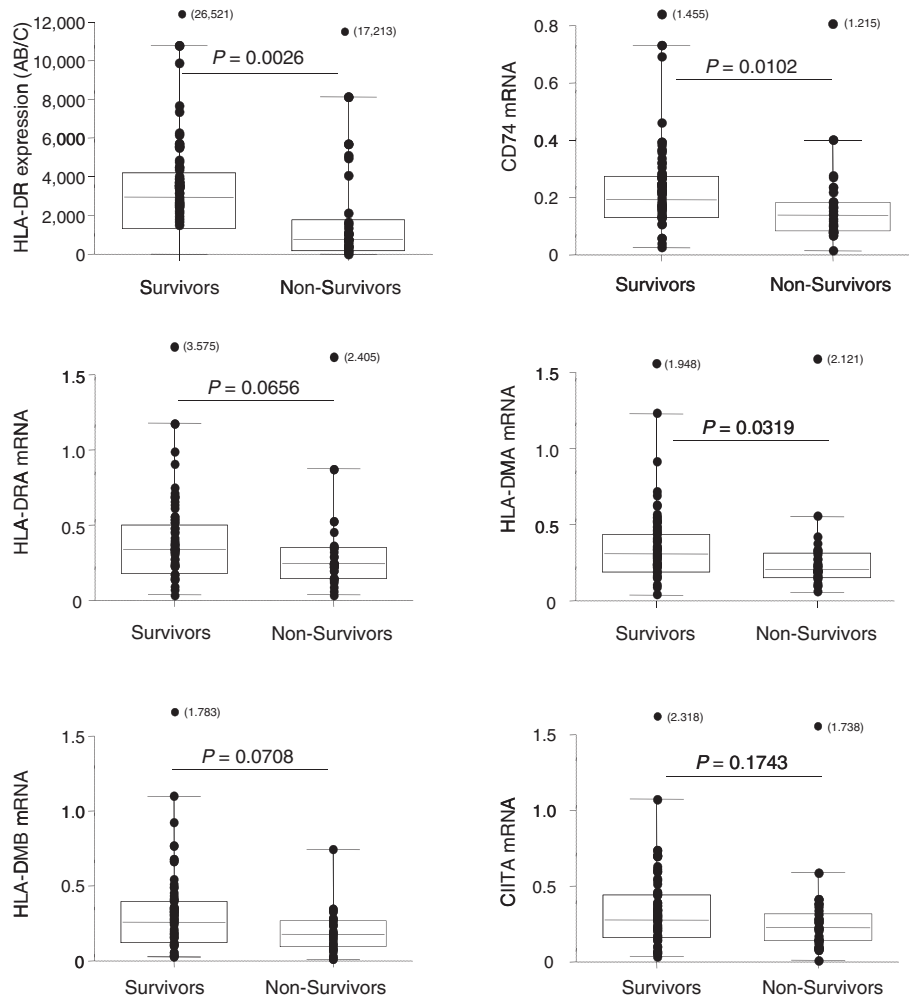 HLA-DR expression (AB/C)
12,000
10,000
8,000
6,000
4,000
2,000
0
(26,521)
(17,213)
P = 0.0026
Survivors
Non-Survivors
CD74 mRNA
0.8
0.6
0.4
0.2
0
(1.455)
(1.215)
P = 0.0102
Survivors
Non-Survivors
HLA-DRA mRNA
1.5
1.0
0.5
0
(3.575)
(2.405)
P = 0.0656
Survivors
Non-Survivors
HLA-DMA mRNA
1.5
1.0
0.5
0
(1.948)
(2.121)
P = 0.0319
Survivors
Non-Survivors
HLA-DMB mRNA
1.5
1.0
0.5
0
(1.783)
P = 0.0708
Survivors
Non-Survivors
CIITA mRNA
1.5
1.0
0.5
0
(2.318)
(1.738)
P = 0.1743
Survivors
Non-Survivors